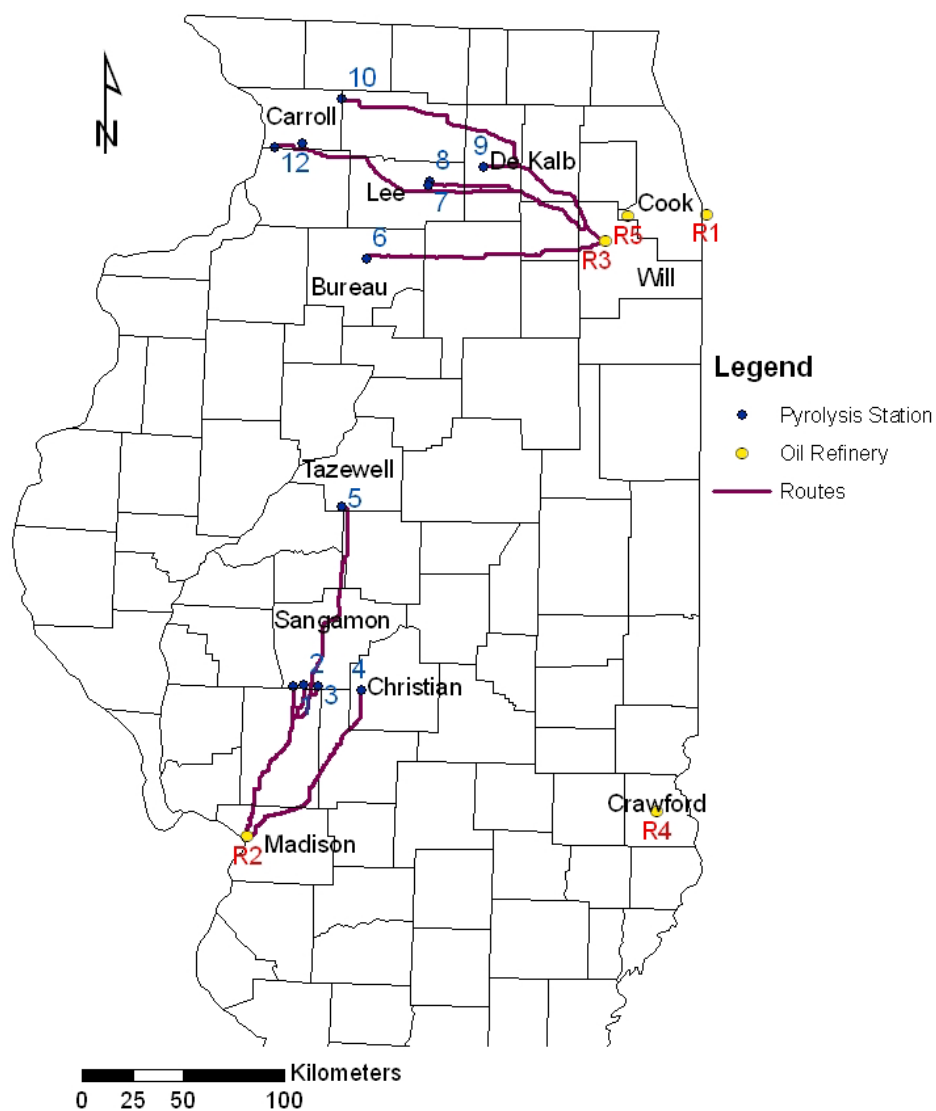 10
N
Carroll
9
De Kalb
12
8
Lee
7
Cook
R5
R1
6
R3
Will
Bureau
Legend
Pyrolysis Station
Oil Refinery
Routes
Tazewell
5
Sangamon
2
4
3
Christian
Crawford
R4
Madison
R2
Kilometers
0 25 50 100